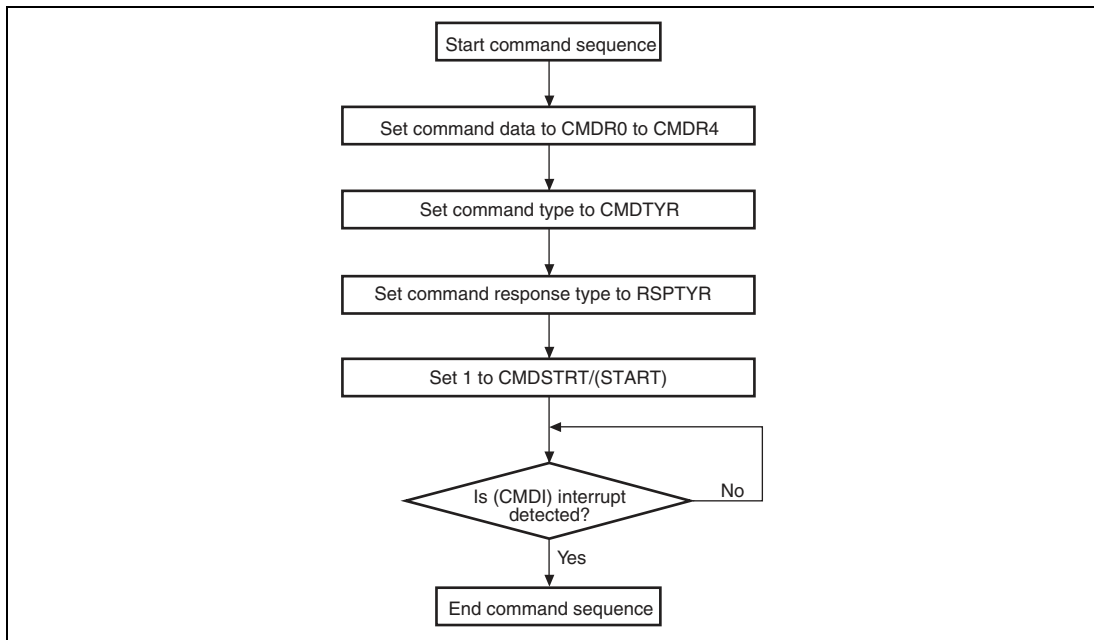 Start command sequence
Set command data to CMDR0 to CMDR4
Set command type to CMDTYR
Set command response type to RSPTYR
Set 1 to CMDSTRT/(START)
Is (CMDI) interrupt
detected?
No
Yes
End command sequence